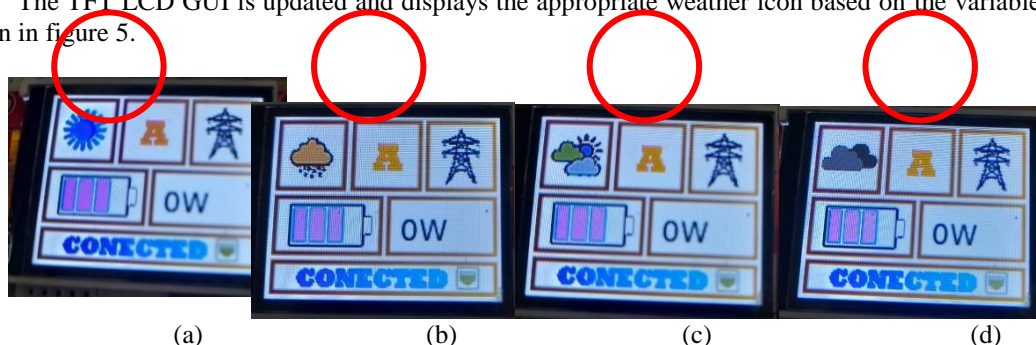 The TFT LCD GUI is updated and displays the appropriate weather icon based on the variable
n in figure 5.
A
0W
CONECTED
A
0W
CONECTED
A
0W
CONECTED
A
0W
CONECTED
(a) (b) (c) (d)